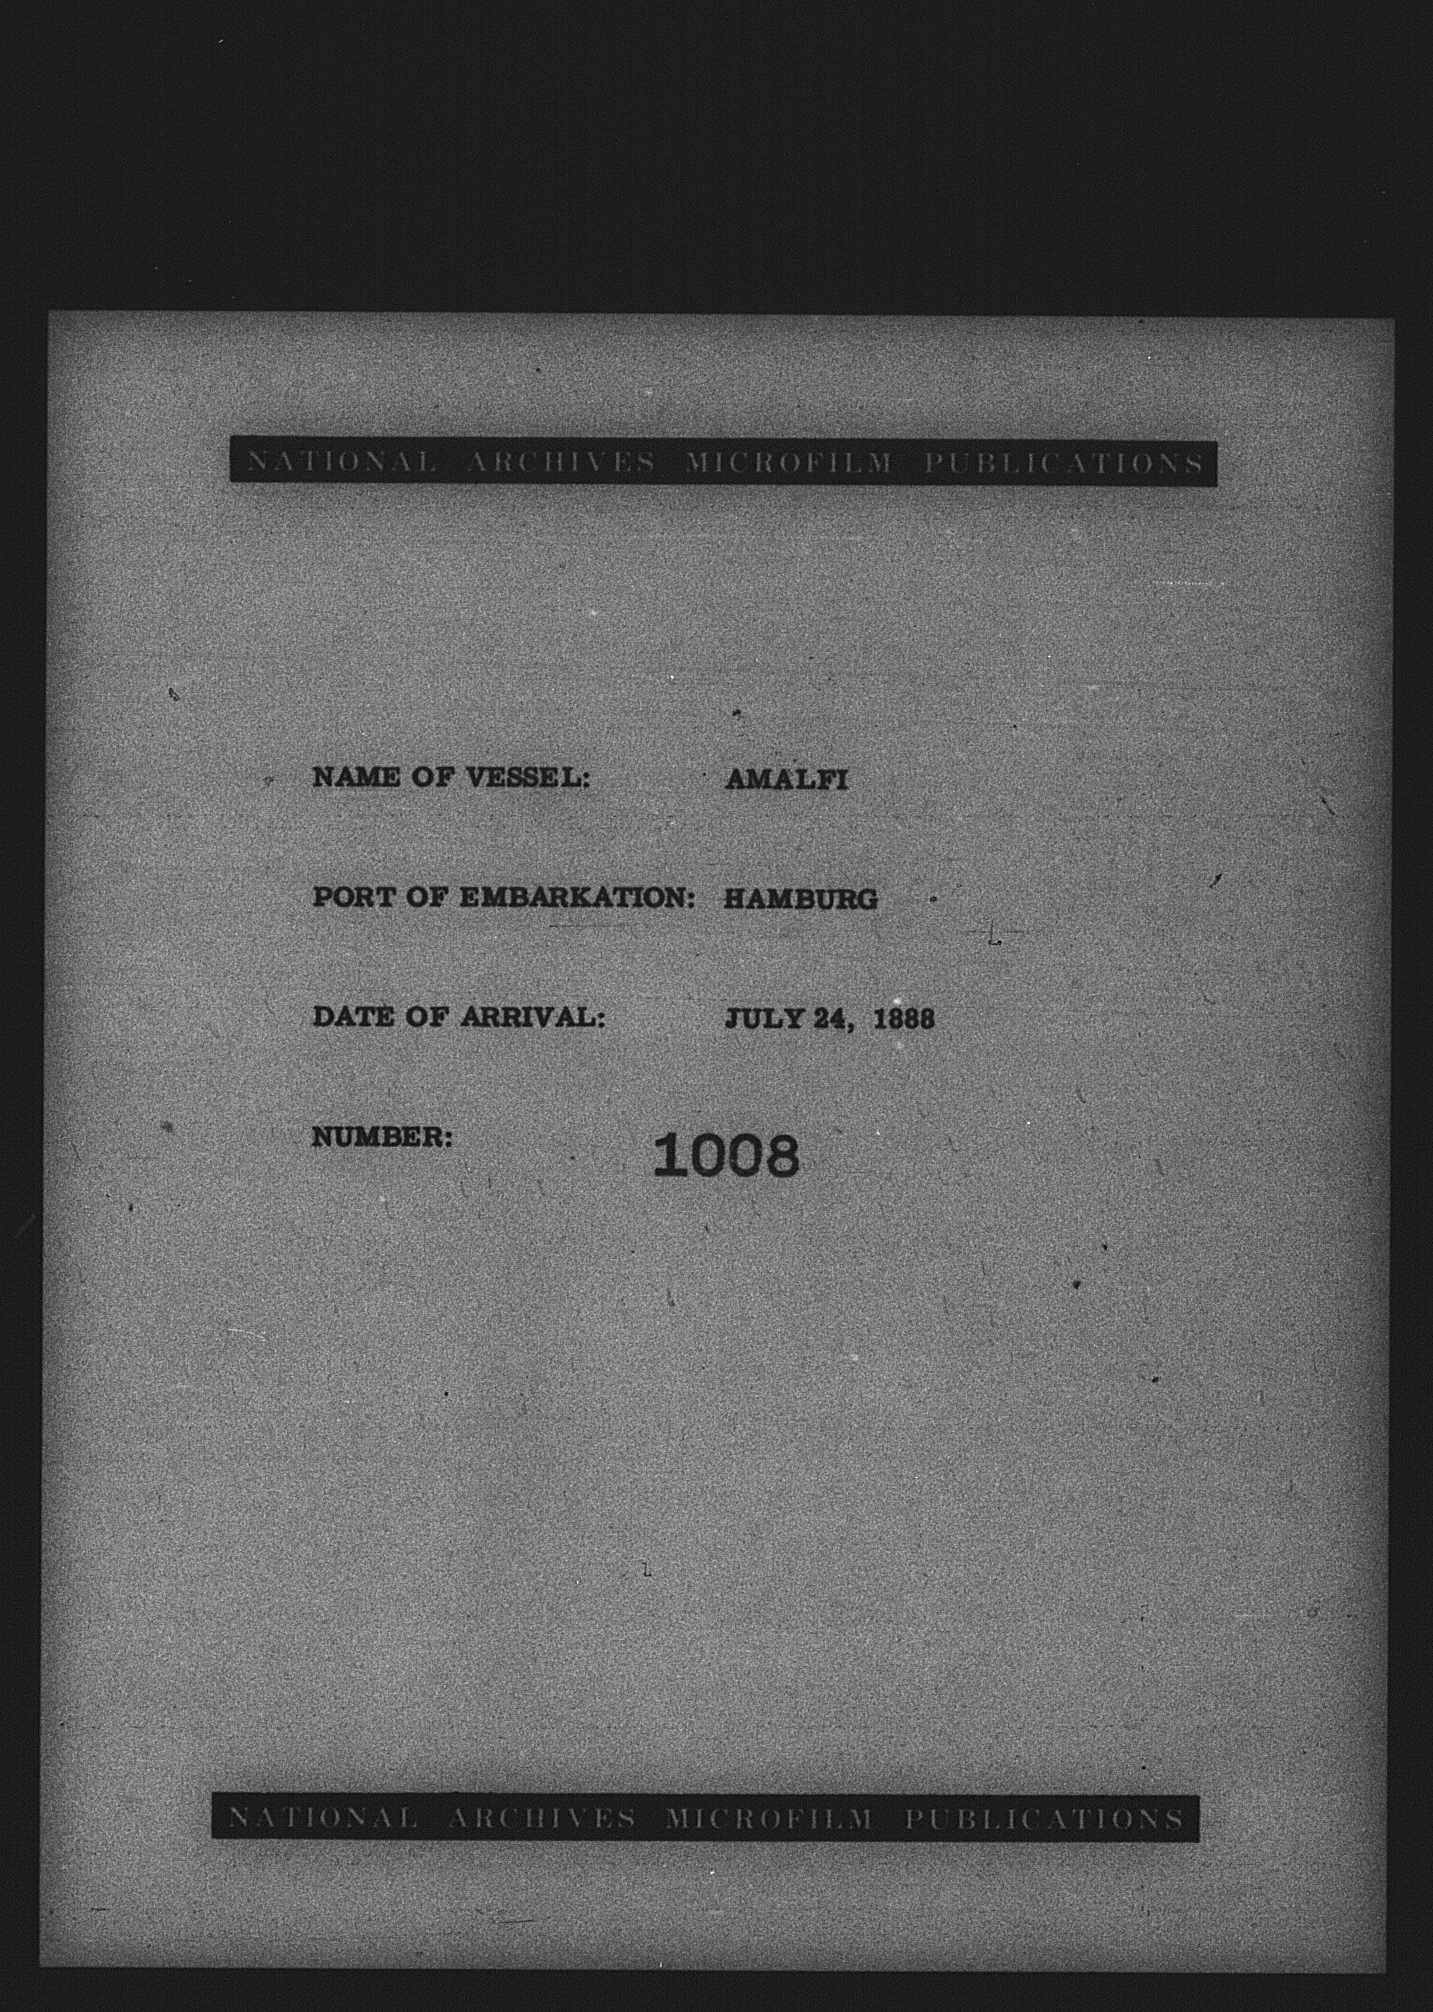 NATIONAL ARCHIVES MICROFILM PUBLICATIONS
NAME OF VESSEL: AMALFI
PORT OF EMBARKATION: HAMBURG
DATE OF ARRIVAL: JULY 24, 1888
NUMBER: 1008
NATIONAL ARCHIVES MICROFILM PUBLICATIONS